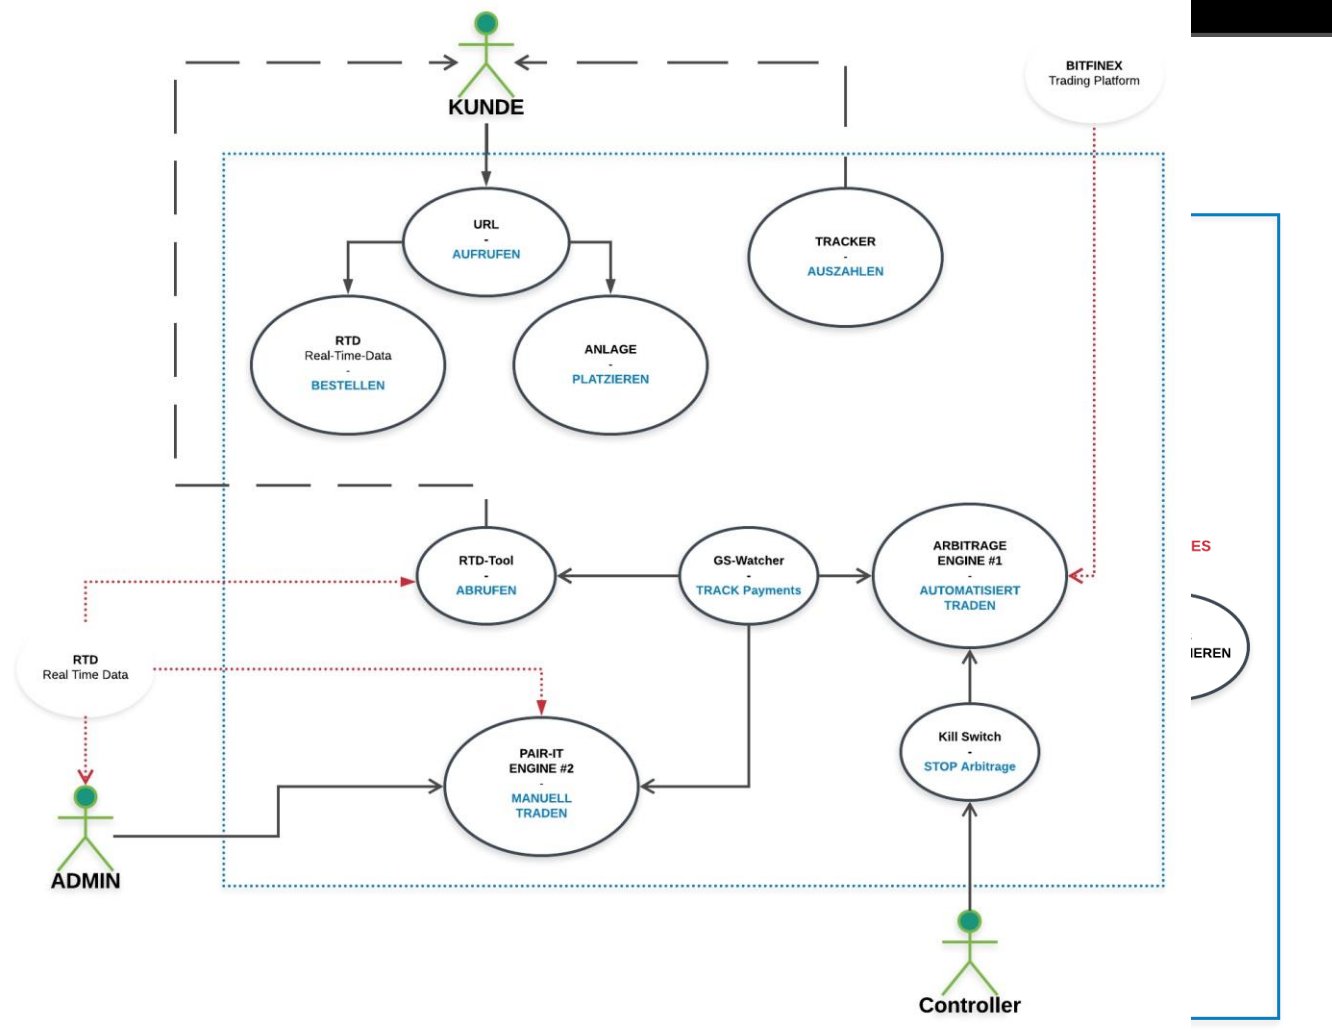 KUNDE
BITFINEX
Trading Platform
URL
-
AUFRUFEN
TRACKER
-
AUSZAHLEN
RTD
Real-Time-Data
-
BESTELLEN
ANLAGE
-
PLATZIEREN
RTD-Tool
-
ABRUFEN
GS-Watcher
-
TRACK Payments
ARBITRAGE
ENGINE #1
-
AUTOMATISIERT
TRADEN
ES
IEREN
RTD
Real Time Data
PAIR-IT
ENGINE #2
-
MANUELL
TRADEN
Kill Switch
-
STOP Arbitrage
ADMIN
Controller